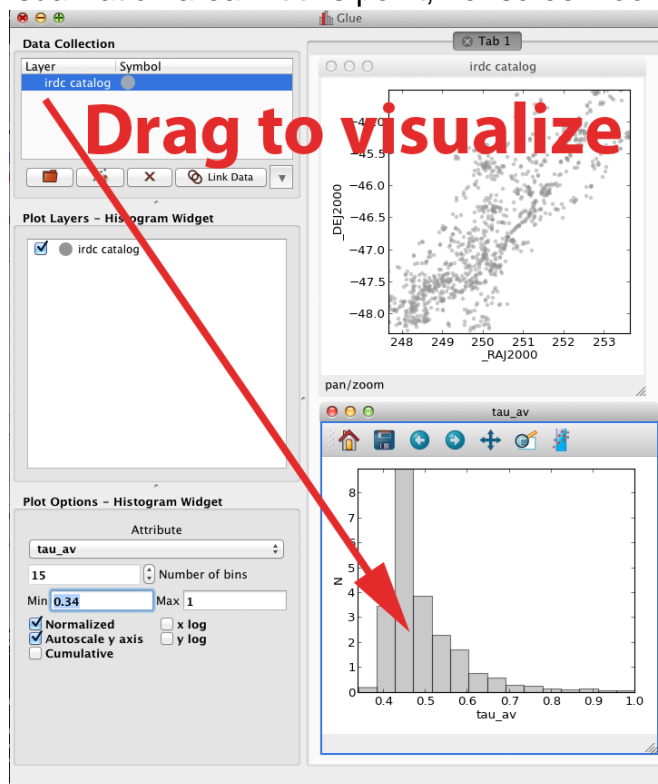 Glue
Data Collection
Layer Symbol
irdc catalog
Link Data
Plot Layers - Histogram Widget
irdc catalog
Plot Options - Histogram Widget
Attribute
tau_av
15 Number of bins
Min 0.34 Max 1
Normalized x log
Autoscale y axis y log
Cumulative
Drag to visualize
Tab 1
irdc catalog
_DEJ2000
-45.5
-46.0
-46.5
-47.0
-47.5
-48.0
248 249 250 251 252 253
_RAJ2000
pan/zoom
tau_av
N
8
7
5
4
3
2
1
0
0.4 0.5 0.6 0.7 0.8 0.9 1.0
tau_av